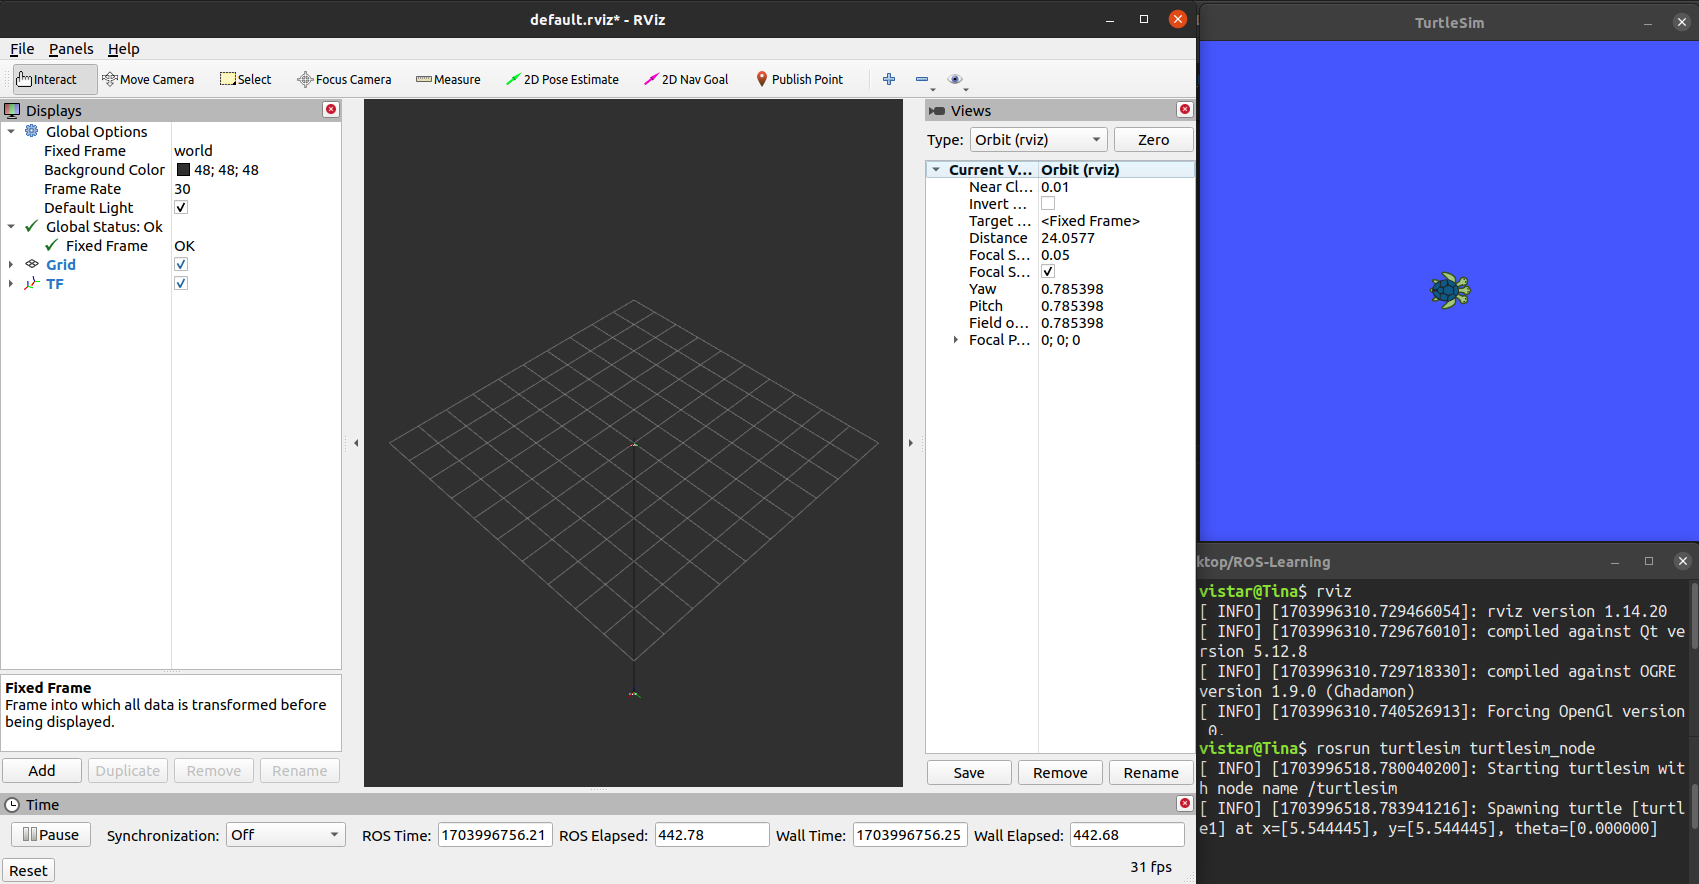 default.rviz* - RViz
File Panels Help
Interact Move Camera Select Focus Camera Measure 2D Pose Estimate 2D Nav Goal Publish Point
Displays
Global Options
Fixed Frame world
Background Color 48; 48; 48
Frame Rate 30
Default Light
Global Status: Ok
Fixed Frame OK
Grid
TF
Fixed Frame
Frame into which all data is transformed before
being displayed.
Add Duplicate Remove Rename
Views
Type: Orbit (rviz) Zero
Current V... Orbit (rviz)
Near Cl... 0.01
Invert ...
Target ... <Fixed Frame>
Distance 24.0577
Focal S... 0.05
Focal S...
Yaw 0.785398
Pitch 0.785398
Field o... 0.785398
Focal P... 0; 0; 0
Save Remove Rename
Time
Pause Synchronization: Off ROS Time: 1703996756.21 ROS Elapsed: 442.78 Wall Time: 1703996756.25 Wall Elapsed: 442.68
Reset 31 fps
TurtleSim
ktop/ROS-Learning
vistar@Tina$ rviz
[ INFO] [1703996310.729466054]: rviz version 1.14.20
[ INFO] [1703996310.729676010]: compiled against Qt ve
rsion 5.12.8
[ INFO] [1703996310.729718330]: compiled against OGRE
version 1.9.0 (Ghadamon)
[ INFO] [1703996310.740526913]: Forcing OpenGl version
0.
vistar@Tina$ rosrun turtlesim turtlesim_node
[ INFO] [1703996518.780040200]: Starting turtlesim wit
h node name /turtlesim
[ INFO] [1703996518.783941216]: Spawning turtle [turtl
e1] at x=[5.544445], y=[5.544445], theta=[0.000000]